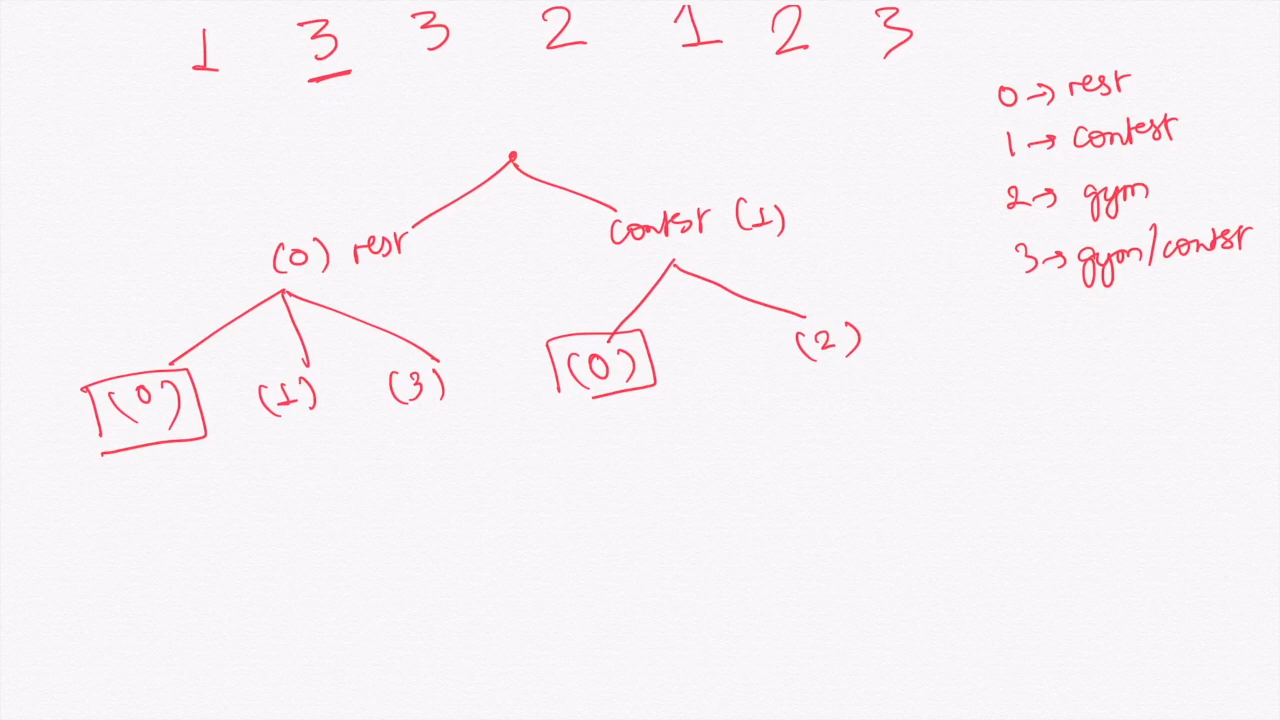 1 3 3 2 1 2 3
0 → rest
1 → contest
2 → gym
3 → gym/contest
(0) rest
contest (1)
(0) (1) (3)
(0) (2)